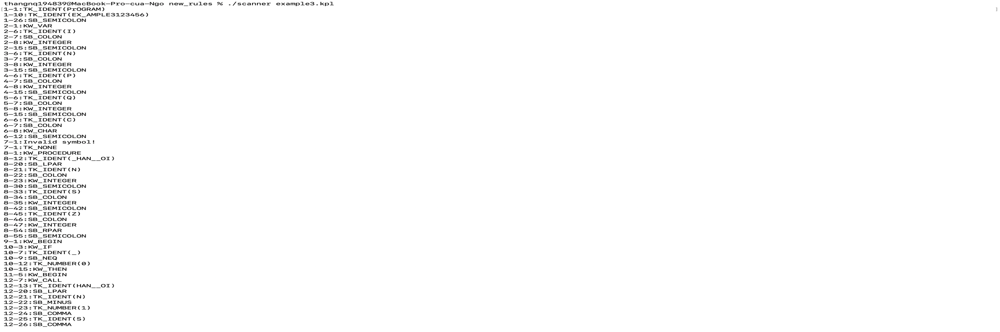 thangnq194839@MacBook-Pro-cua-Ngo new_rules % ./scanner example3.kpl
[1-1:TK_IDENT(PrOGRAM) ]
1-10:TK_IDENT(EX_AMPLE3123456)
1-26:SB_SEMICOLON
2-1:KW_VAR
2-6:TK_IDENT(I)
2-7:SB_COLON
2-8:KW_INTEGER
2-15:SB_SEMICOLON
3-6:TK_IDENT(N)
3-7:SB_COLON
3-8:KW_INTEGER
3-15:SB_SEMICOLON
4-6:TK_IDENT(P)
4-7:SB_COLON
4-8:KW_INTEGER
4-15:SB_SEMICOLON
5-6:TK_IDENT(Q)
5-7:SB_COLON
5-8:KW_INTEGER
5-15:SB_SEMICOLON
6-6:TK_IDENT(C)
6-7:SB_COLON
6-8:KW_CHAR
6-12:SB_SEMICOLON
7-1:Invalid symbol!
7-1:TK_NONE
8-1:KW_PROCEDURE
8-12:TK_IDENT(_HAN__OI)
8-20:SB_LPAR
8-21:TK_IDENT(N)
8-22:SB_COLON
8-23:KW_INTEGER
8-30:SB_SEMICOLON
8-33:TK_IDENT(S)
8-34:SB_COLON
8-35:KW_INTEGER
8-42:SB_SEMICOLON
8-45:TK_IDENT(Z)
8-46:SB_COLON
8-47:KW_INTEGER
8-54:SB_RPAR
8-55:SB_SEMICOLON
9-1:KW_BEGIN
10-3:KW_IF
10-7:TK_IDENT(_)
10-9:SB_NEQ
10-12:TK_NUMBER(0)
10-15:KW_THEN
11-5:KW_BEGIN
12-7:KW_CALL
12-13:TK_IDENT(HAN__OI)
12-20:SB_LPAR
12-21:TK_IDENT(N)
12-22:SB_MINUS
12-23:TK_NUMBER(1)
12-24:SB_COMMA
12-25:TK_IDENT(S)
12-26:SB_COMMA